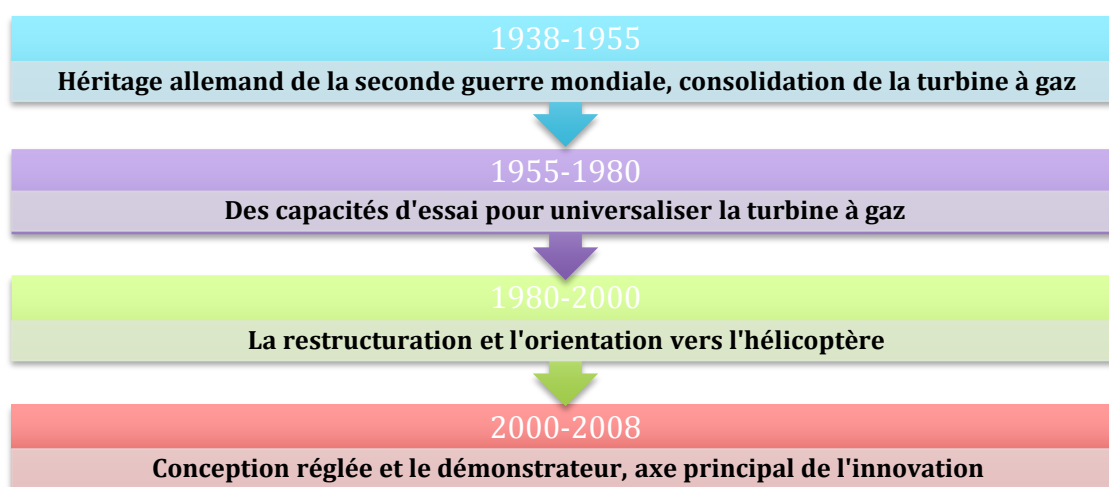 1938-1955
Héritage allemand de la seconde guerre mondiale, consolidation de la turbine à gaz
1955-1980
Des capacités d'essai pour universaliser la turbine à gaz
1980-2000
La restructuration et l'orientation vers l'hélicoptère
2000-2008
Conception réglée et le démonstrateur, axe principal de l'innovation